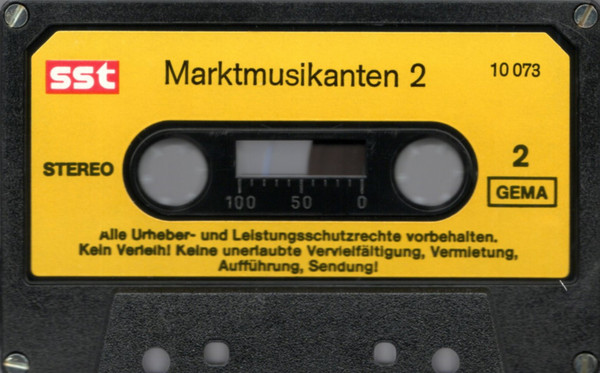 sst
Marktmusikanten 2
10 073
STEREO
2
GEMA
100 50 0
Alle Urheber- und Leistungsschutzrechte vorbehalten.
Kein Verleih! Keine unerlaubte Vervielfältigung, Vermietung,
Aufführung, Sendung!